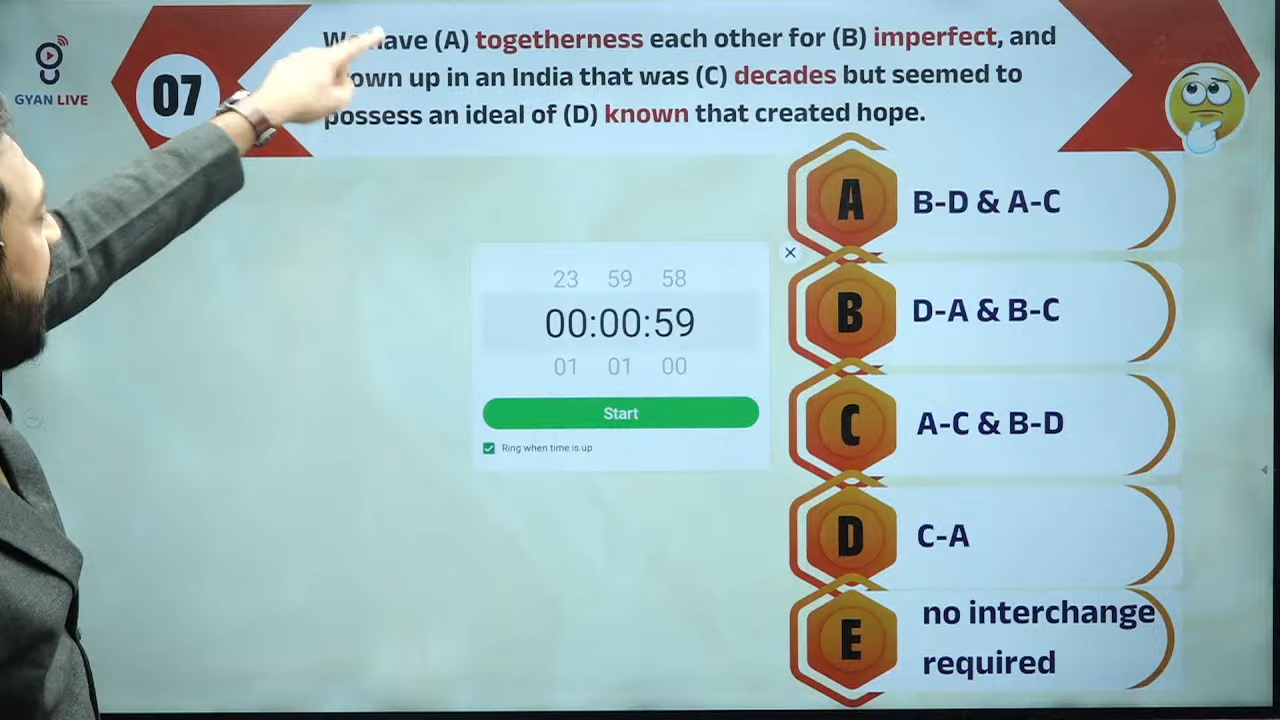 We have (A) togetherness each other for (B) imperfect, and
own up in an India that was (C) decades but seemed to
possess an ideal of (D) known that created hope.
07
GYAN LIVE
A B-D & A-C
23 59 58
00:00:59
01 01 00
Start
Ring when time is up
B D-A & B-C
C A-C & B-D
D C-A
E no interchange
required